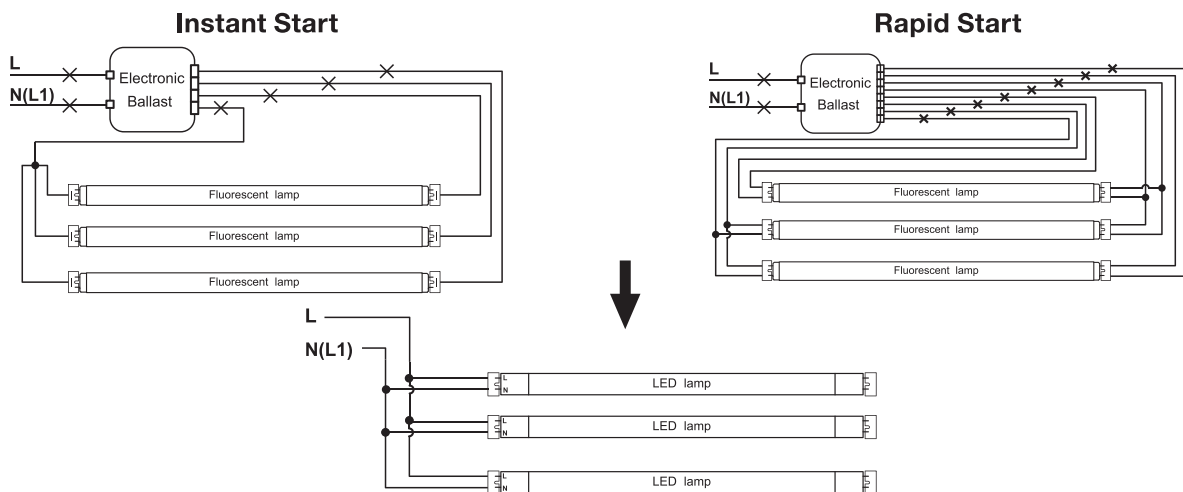 Instant Start
L
N(L1)
Electronic
Ballast
Fluorescent lamp
Fluorescent lamp
Fluorescent lamp
Rapid Start
L
N(L1)
Electronic
Ballast
Fluorescent lamp
Fluorescent lamp
Fluorescent lamp
L
N(L1)
L
N
LED lamp
L
N
LED lamp
L
N
LED lamp